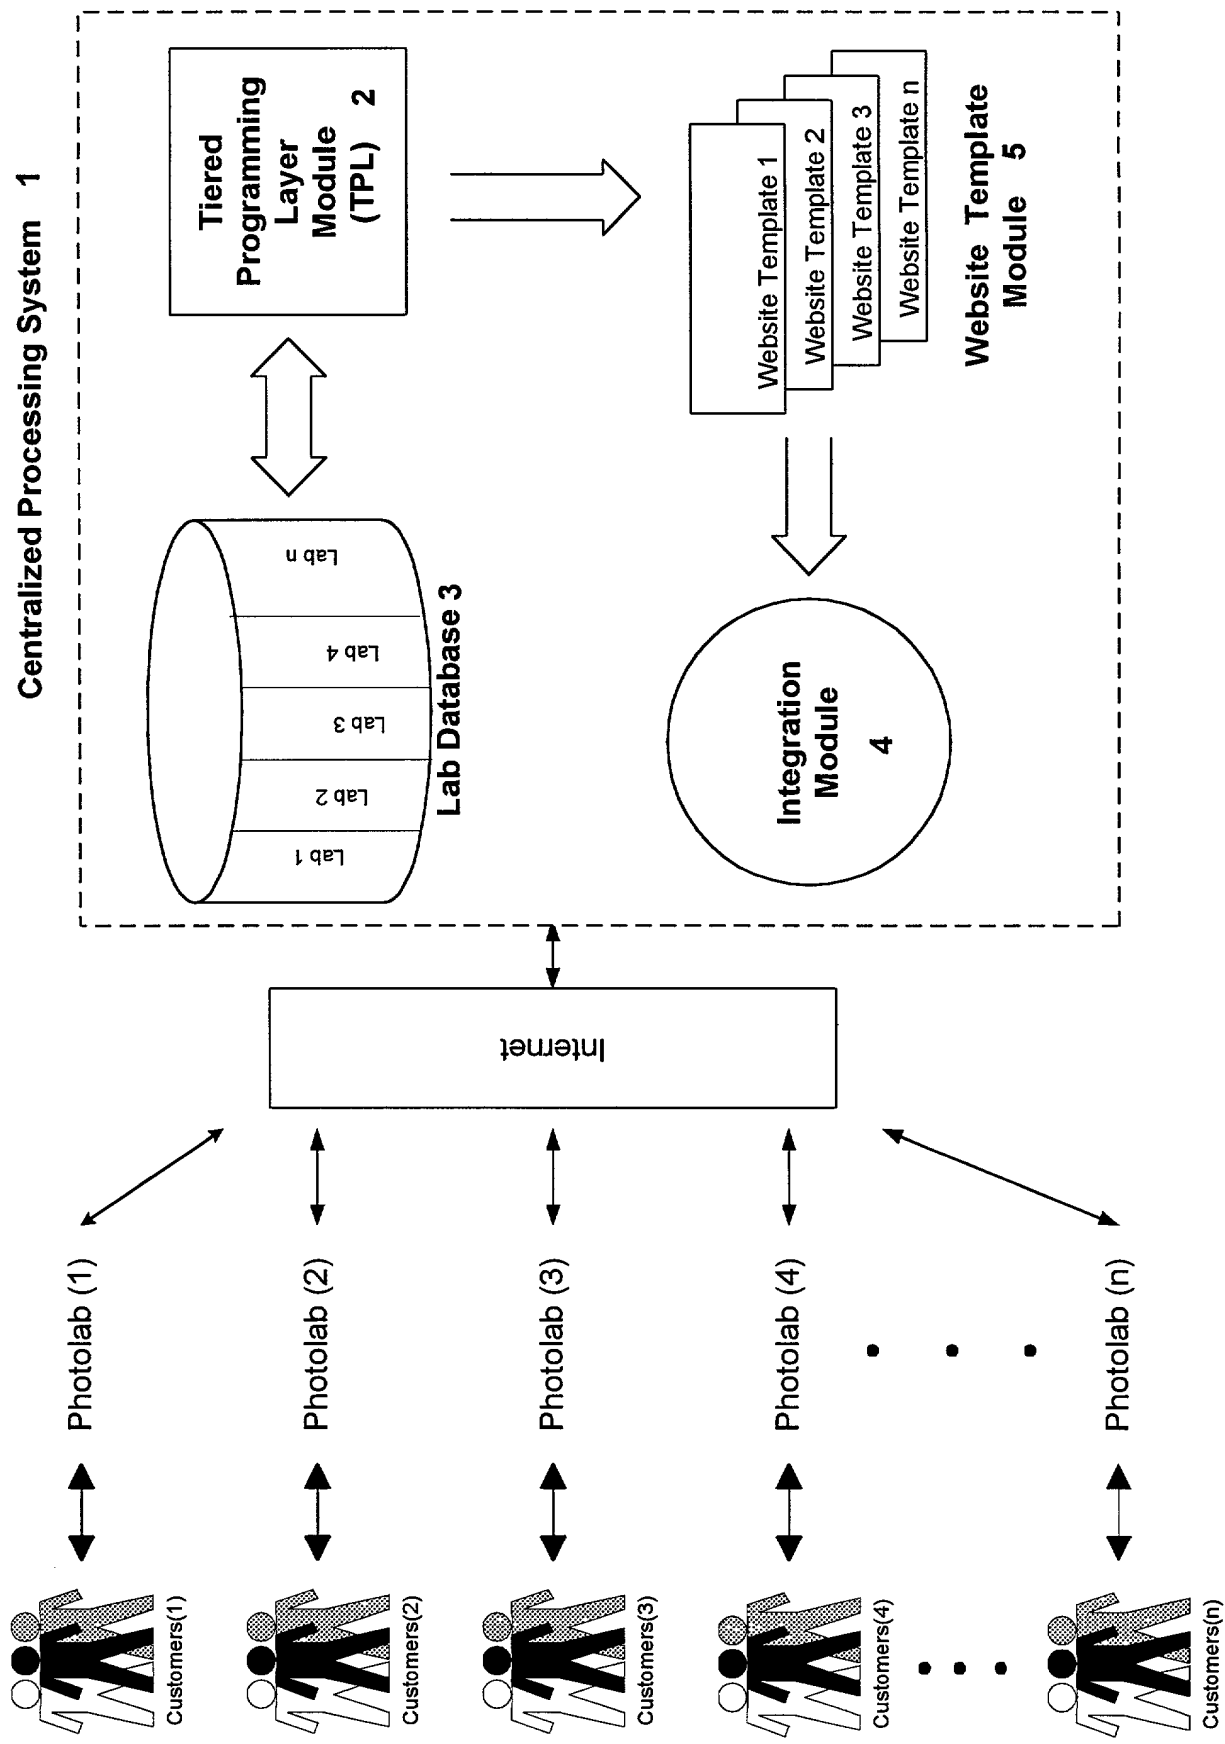 Centralized Processing System 1
Tiered
Programming
Layer
Module
(TPL) 2
Lab 1
Lab 2
Lab 3
Lab 4
Lab n
Lab Database 3
Website Template 1
Website Template 2
Website Template 3
Website Template n
Website Template
Module 5
Integration
Module
4
Internet
Photolab (1)
Photolab (2)
Photolab (3)
Photolab (4)
Photolab (n)
Customers(1)
Customers(2)
Customers(3)
Customers(4)
Customers(n)